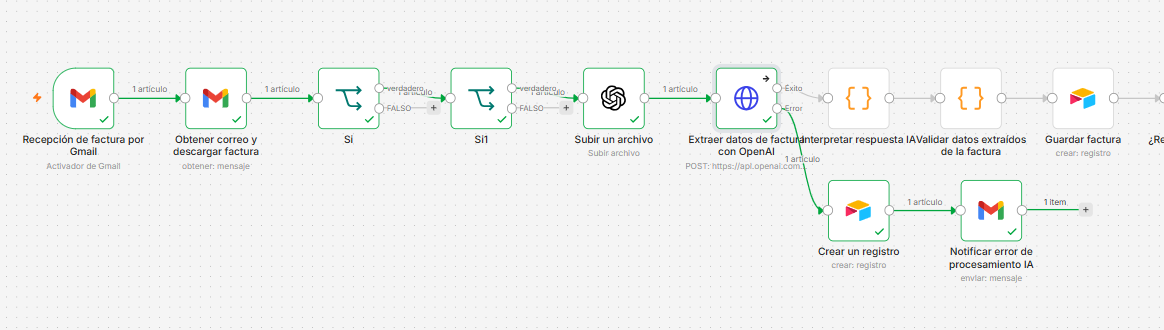 1 artículo
1 artículo
verdadero
1 artículo
FALSO
verdadero
1 artículo
FALSO
1 artículo
Éxito
Error
1 artículo
Recepción de factura por
Gmail
Activador de Gmail
Obtener correo y
descargar factura
obtener: mensaje
Si
Si1
Subir un archivo
Subir archivo
Extraer datos de factura
con OpenAI
POST: https://api.openai.com...
Interpretar respuesta IA
Validar datos extraídos
de la factura
Guardar factura
crear: registro
1 artículo
1 item
Crear un registro
crear: registro
Notificar error de
procesamiento IA
enviar: mensaje